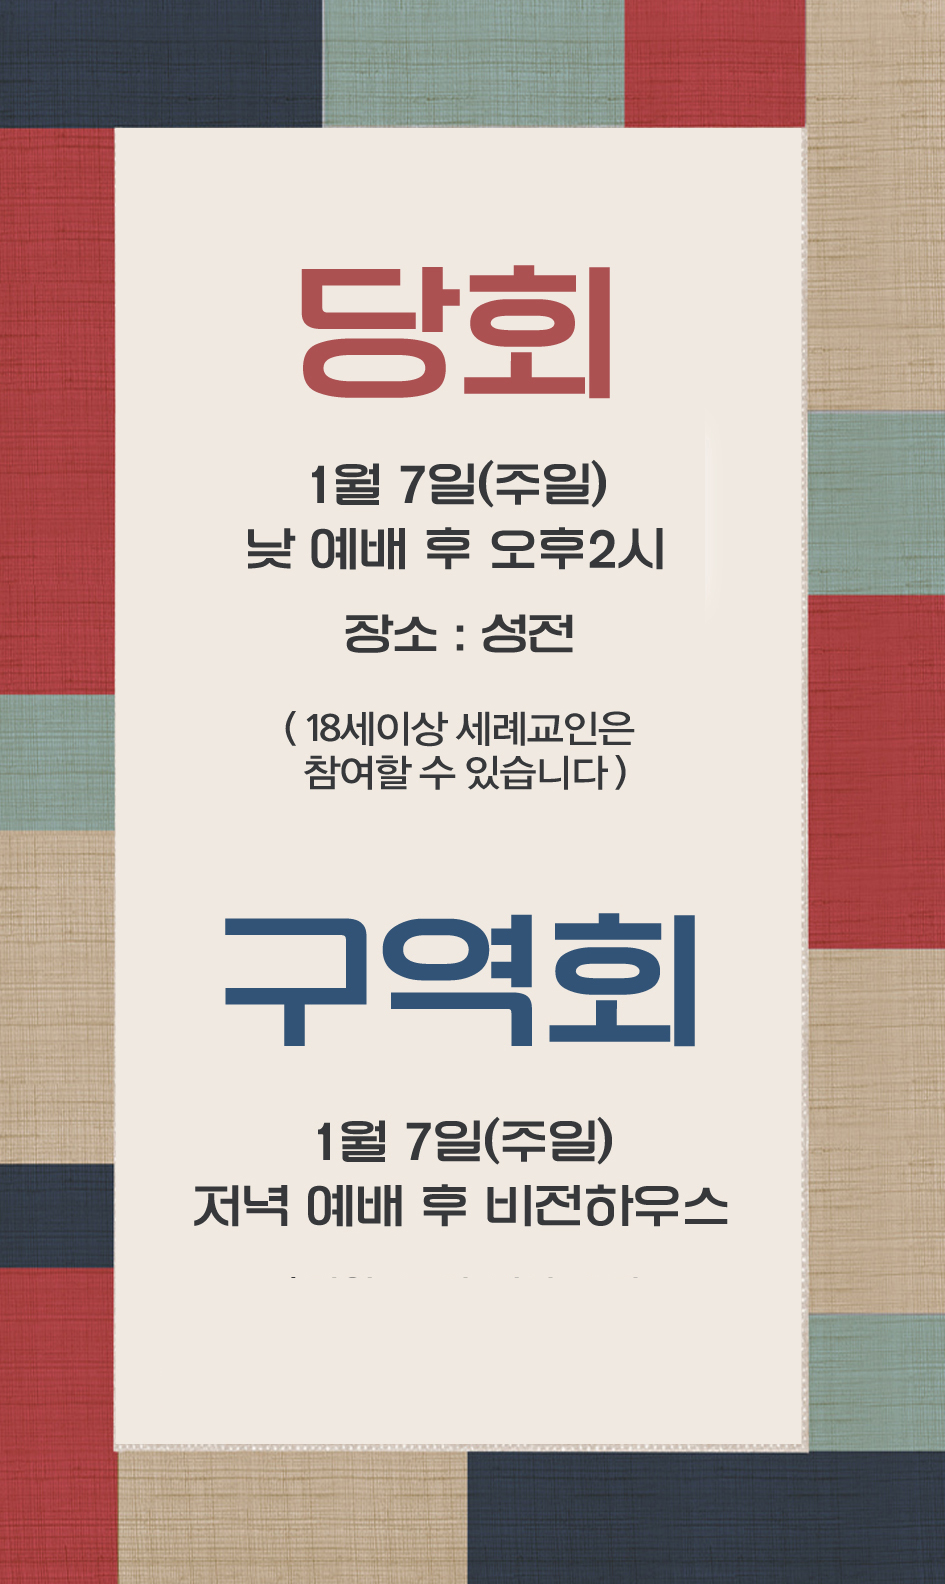 당회
1월 7일(주일)
낮 예배 후 오후2시
장소 : 성전
( 18세이상 세례교인은
참여할 수 있습니다 )
구역회
1월 7일(주일)
저녁 예배 후 비전하우스